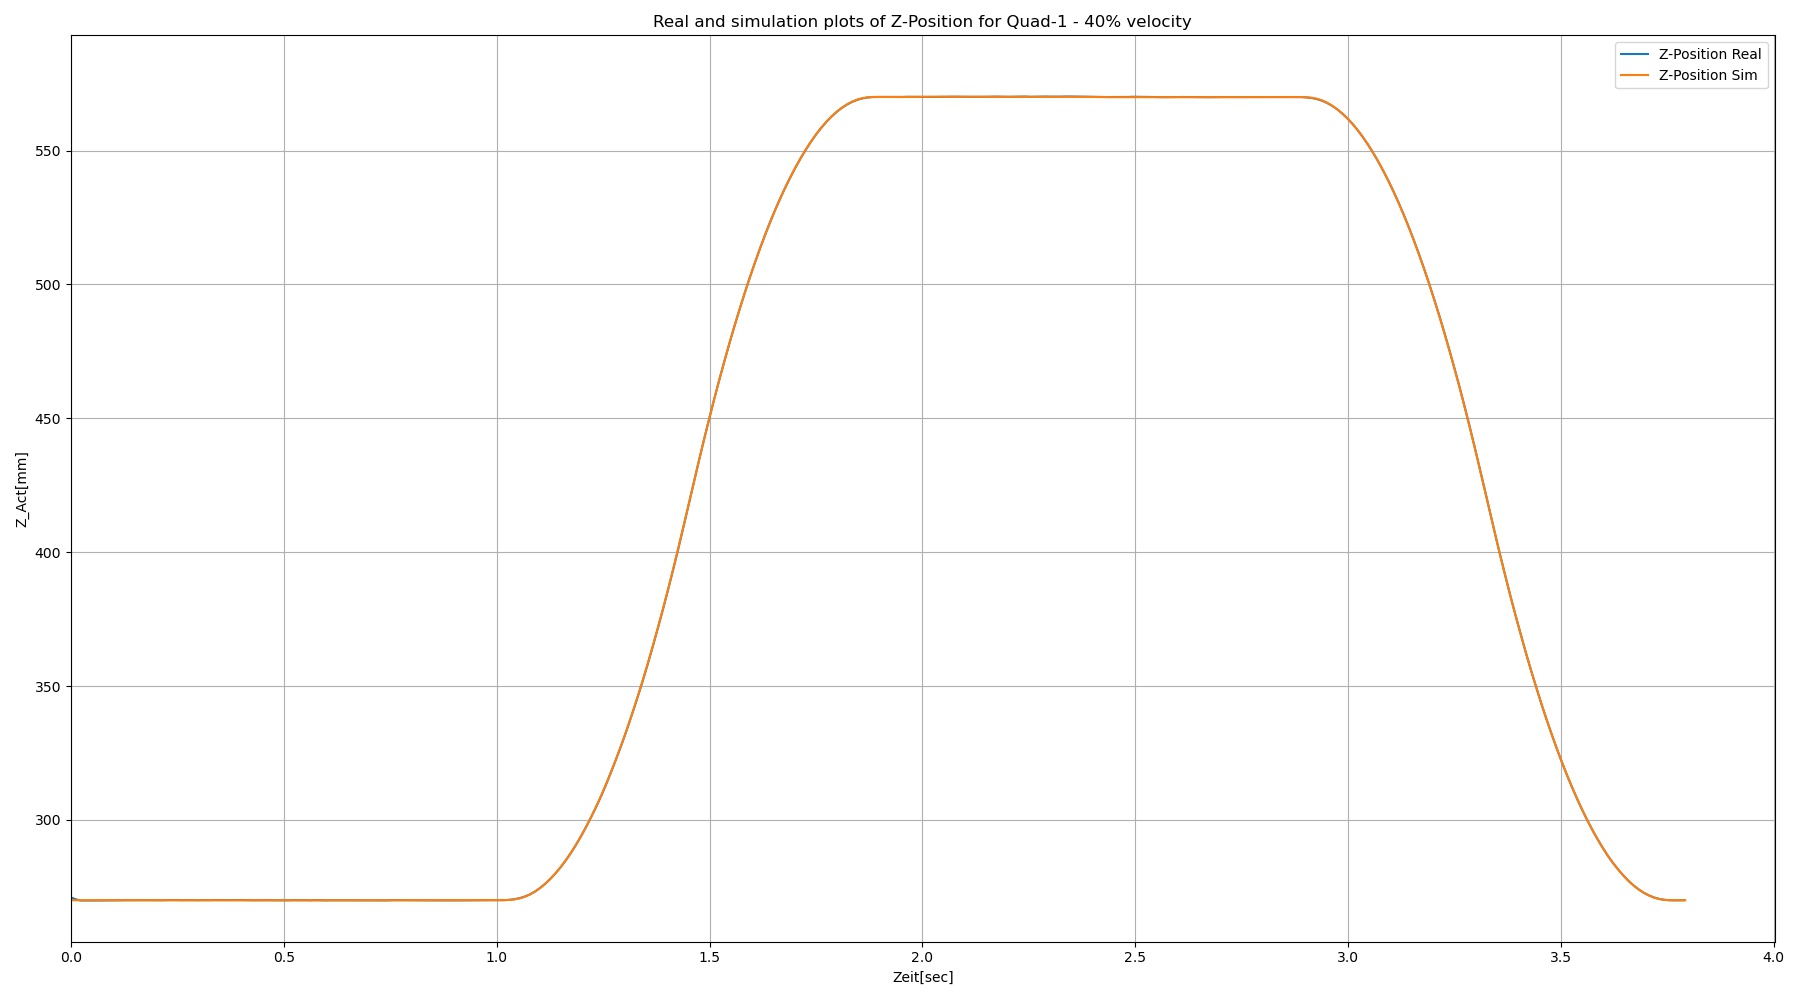 Real and simulation plots of Z-Position for Quad-1 - 40% velocity
Z-Position Real
Z-Position Sim
550
500
450
400
350
300
Z_Act[mm]
0.0 0.5 1.0 1.5 2.0 2.5 3.0 3.5 4.0
Zeit[sec]